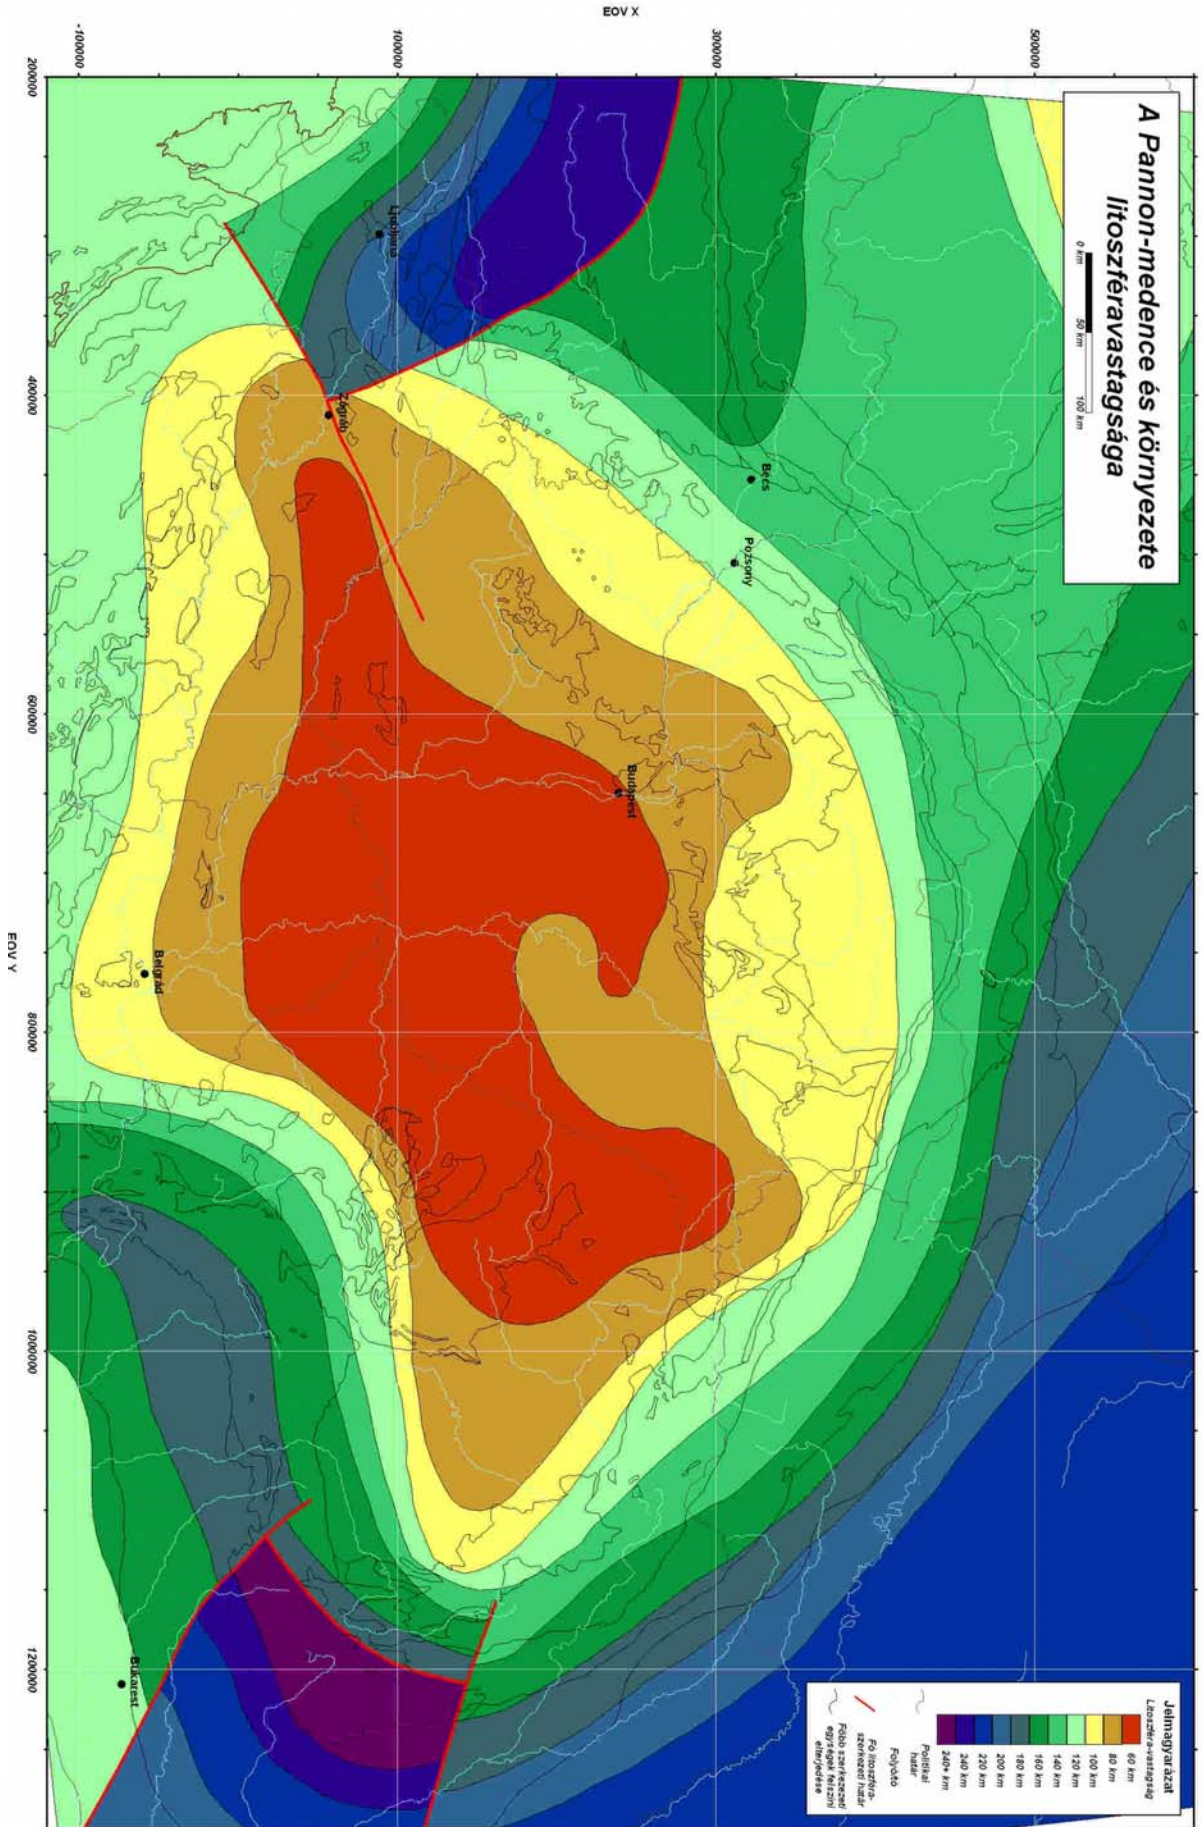 A Pannon-medence és környezete
litoszféravastagsága
0 km 50 km 100 km
EOV X
-100000
100000
300000
500000
200000
400000
600000
800000
1000000
1200000
EOV Y
Ljubljana
Zágráb
Bécs
Pozsony
Budapest
Belgrád
Bukarest
Jelmagyarázat
Litoszféra-vastagság
60 km
80 km
100 km
120 km
140 km
160 km
180 km
200 km
220 km
240 km
240+ km
Politikai
határ
Folyó/tó
Fő litoszféra-
szerkezeti határ
Főbb szerkezezeti
egységek felszíni
elterjedése